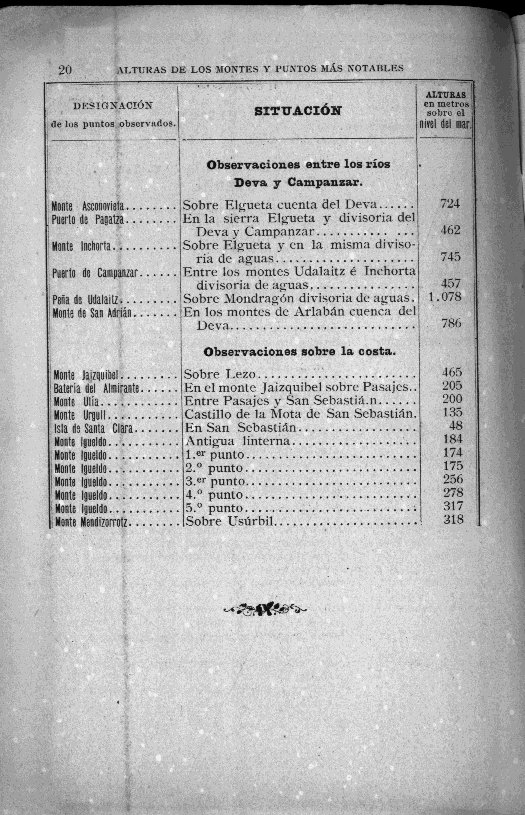 20 ALTURAS DE LOS MONTES Y PUNTOS MÁS NOTABLES
DESIGNACIÓN
de los puntos observados.
SITUACIÓN
ALTURAS
en metros
sobre el
nivel del mar.
Observaciones entre los ríos
Deva y Campanzar.
Monte Asconovieta........ Sobre Elgueta cuenta del Deva...... 724
Puerto de Pagatza........ En la sierra Elgueta y divisoria del
Deva y Campanzar............ ... 462
Monte Inchorta.......... Sobre Elgueta y en la misma diviso-
ria de aguas..................... 745
Puerto de Campanzar...... Entre los montes Udalaitz é Inchorta
divisoria de aguas................ 457
Peña de Udalaitz......... Sobre Mondragón divisoria de aguas. 1.078
Monte de San Adrián....... En los montes de Arlabán cuenca del
Deva............................ 786
Observaciones sobre la costa.
Monte Jaizquibel......... Sobre Lezo........................ 465
Batería del Almirante...... En el monte Jaizquibel sobre Pasajes.. 205
Monte Ulía............ Entre Pasajes y San Sebastiá.n...... 200
Monte Urgull........... Castillo de la Mota de San Sebastián. 135
Isla de Santa Clara....... En San Sebastián.................. 48
Monte Igueldo........... Antigua linterna................... 184
Monte Igueldo........... 1.er punto.......................... 174
Monte Igueldo........... 2.º punto.......................... 175
Monte Igueldo........... 3.er punto.......................... 256
Monte Igueldo........... 4.º punto.......................... 278
Monte Igueldo........... 5.º punto.......................... 317
Monte Mendizorrotz........ Sobre Usúrbil...................... 318